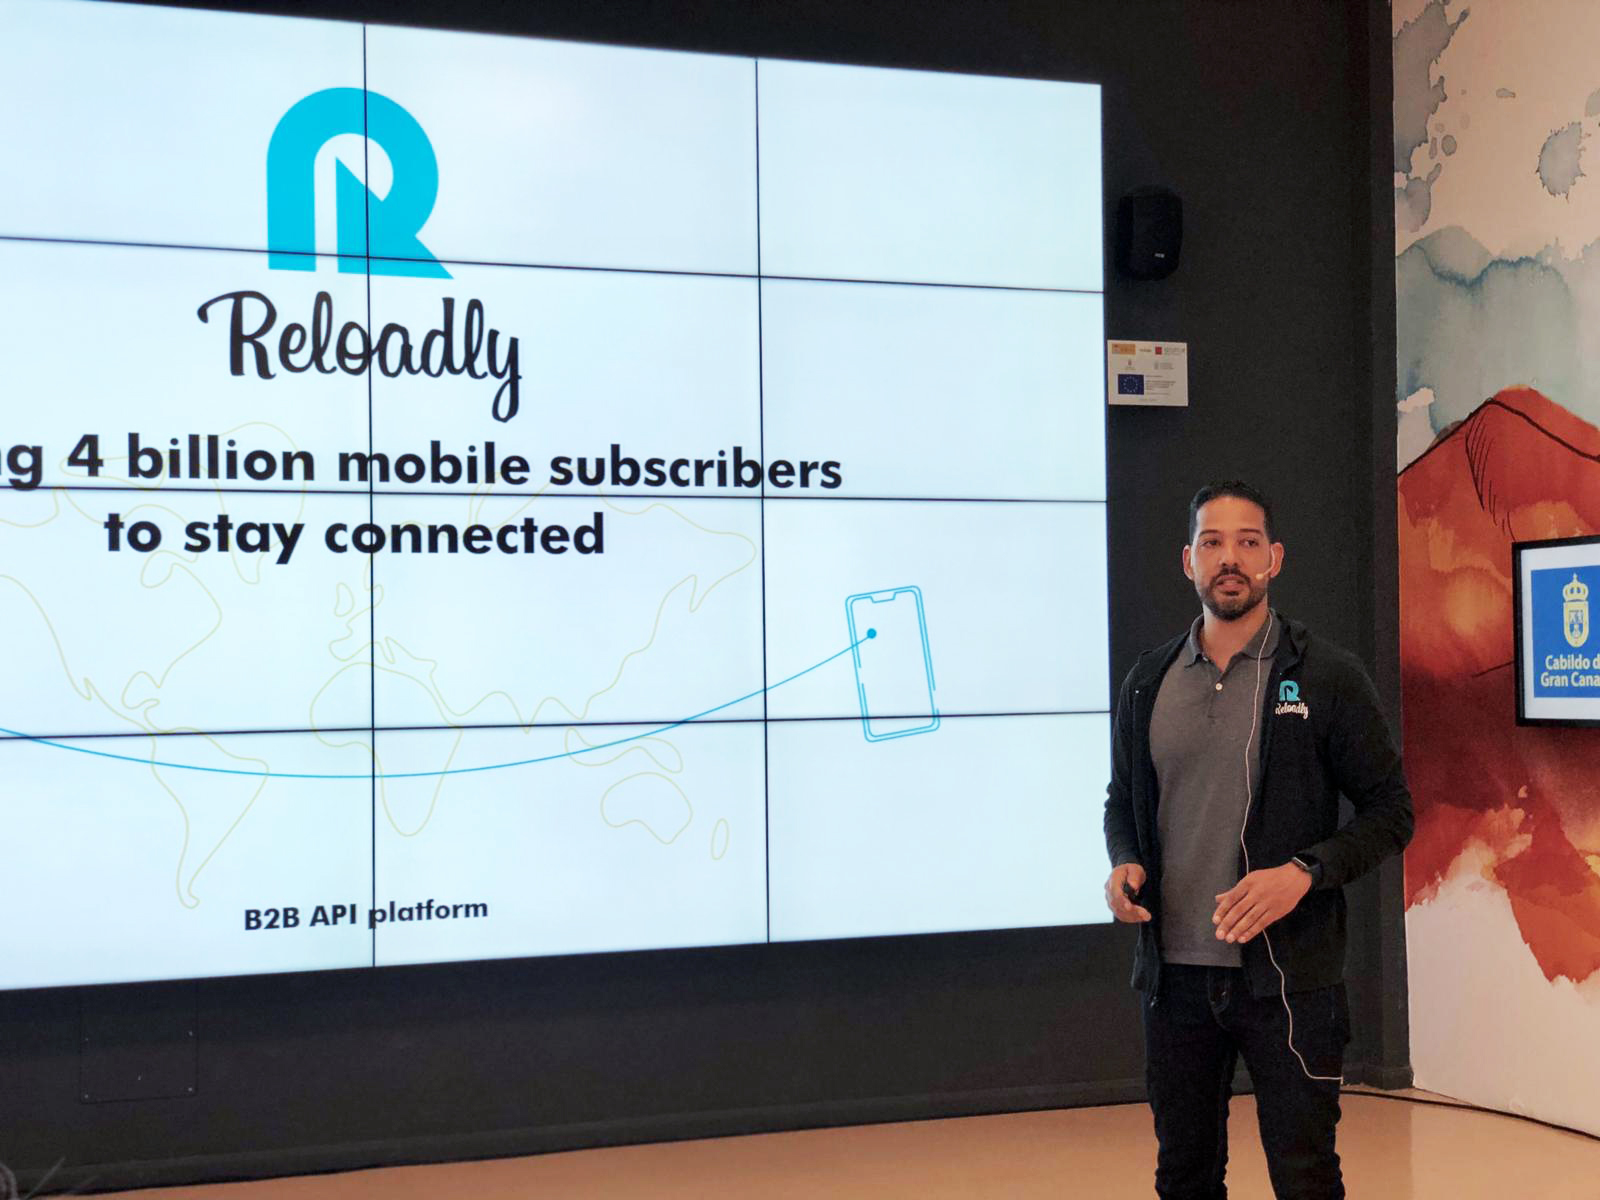 Reloadly
g 4 billion mobile subscribers
to stay connected
B2B API platform
Reloadly
Cabildo d
Gran Cana